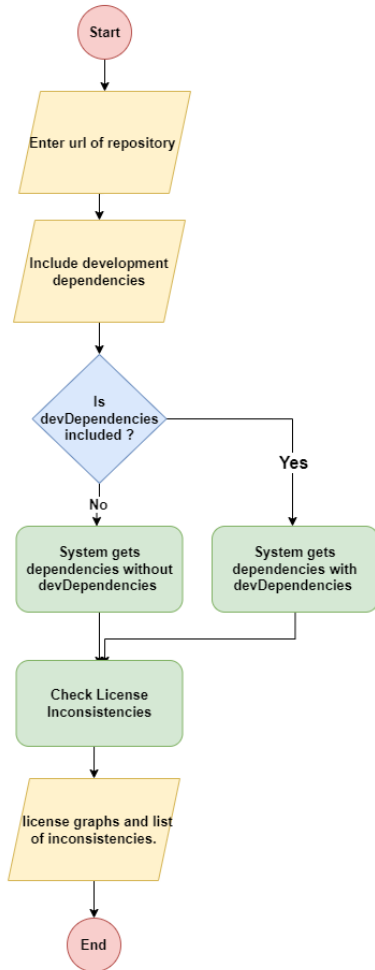 Start
Enter url of repository
Include development
dependencies
Is
devDependencies
included ?
Yes
No
System gets
dependencies without
devDependencies
System gets
dependencies with
devDependencies
Check License
Inconsistencies
license graphs and list
of inconsistencies.
End